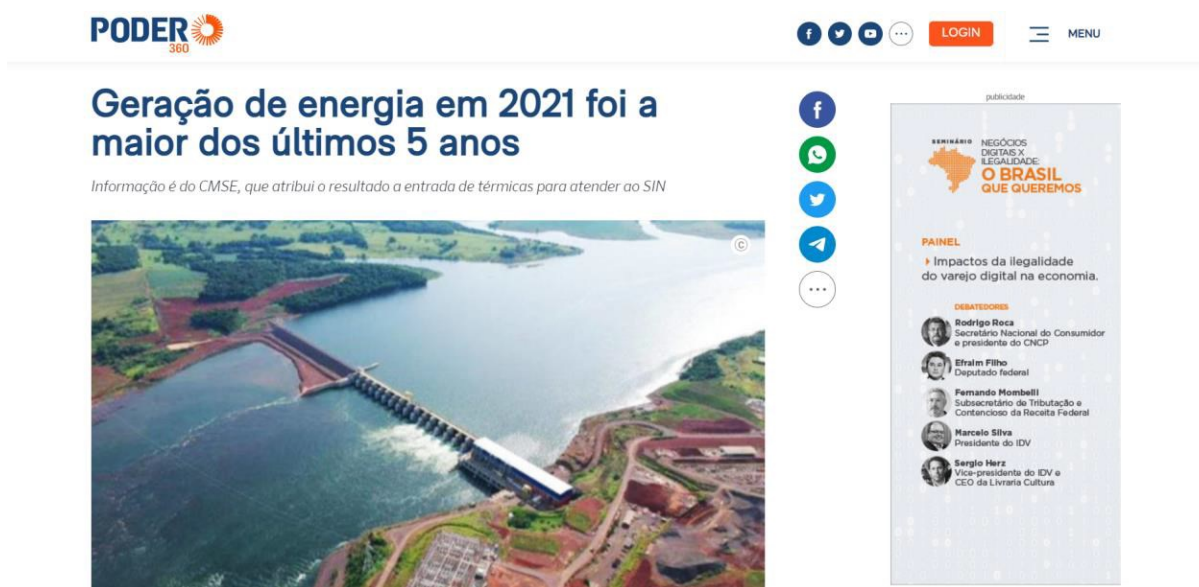 PODER
360
LOGIN
MENU
Geração de energia em 2021 foi a
maior dos últimos 5 anos
Informação é do CMSE, que atribui o resultado a entrada de térmicas para atender ao SIN
©
publicidade
SEMINÁRIO
NEGÓCIOS
DIGITAIS X
ILEGALIDADE:
O BRASIL
QUE QUEREMOS
PAINEL
Impactos da ilegalidade
do varejo digital na economia.
DEBATEDORES
Rodrigo Roca
Secretário Nacional do Consumidor
e presidente do CNCP
Efraim Filho
Deputado federal
Fernando Mombelli
Subsecretário de Tributação e
Contencioso da Receita Federal
Marcelo Silva
Presidente do IDV
Sergio Herz
Vice-presidente do IDV e
CEO da Livraria Cultura